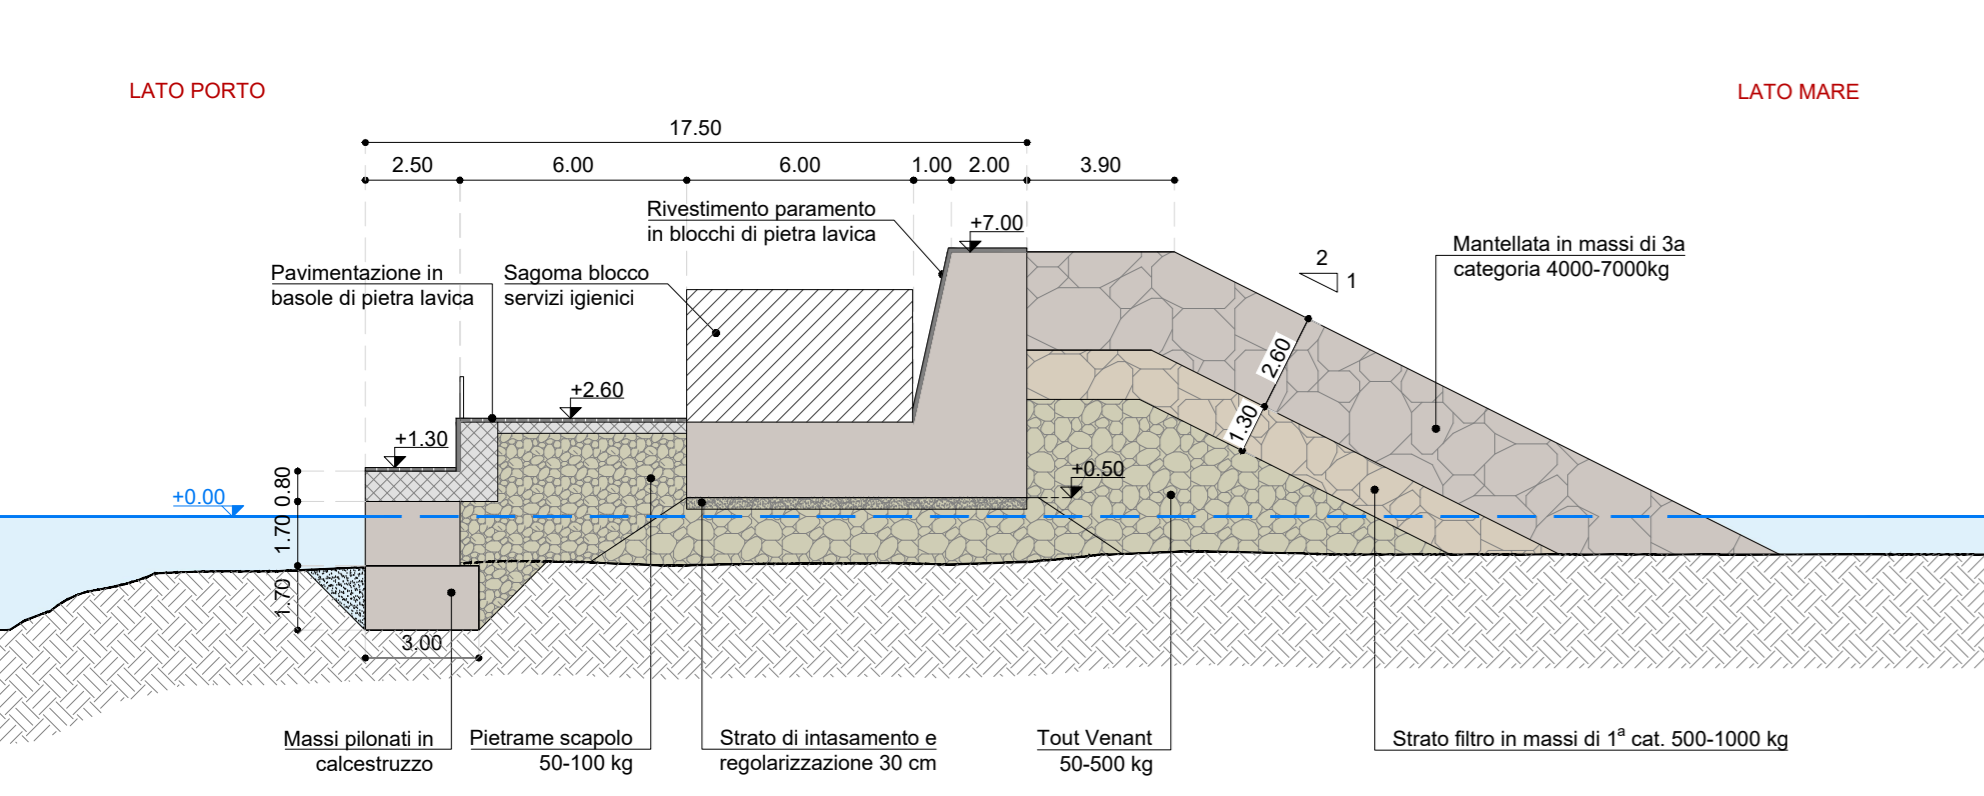 LATO PORTO
LATO MARE
17.50
2.50
6.00
6.00
1.00
2.00
3.90
Rivestimento paramento
in blocchi di pietra lavica
+7.00
2
1
Mantellata in massi di 3a
categoria 4000-7000kg
Pavimentazione in
basole di pietra lavica
Sagoma blocco
servizi igienici
2.60
1.30
+2.60
+1.30
+0.50
+0.00
0.80
1.70
1.70
3.00
Massi pilonati in
calcestruzzo
Pietrame scapolo
50-100 kg
Strato di intasamento e
regolarizzazione 30 cm
Tout Venant
50-500 kg
Strato filtro in massi di 1ª cat. 500-1000 kg